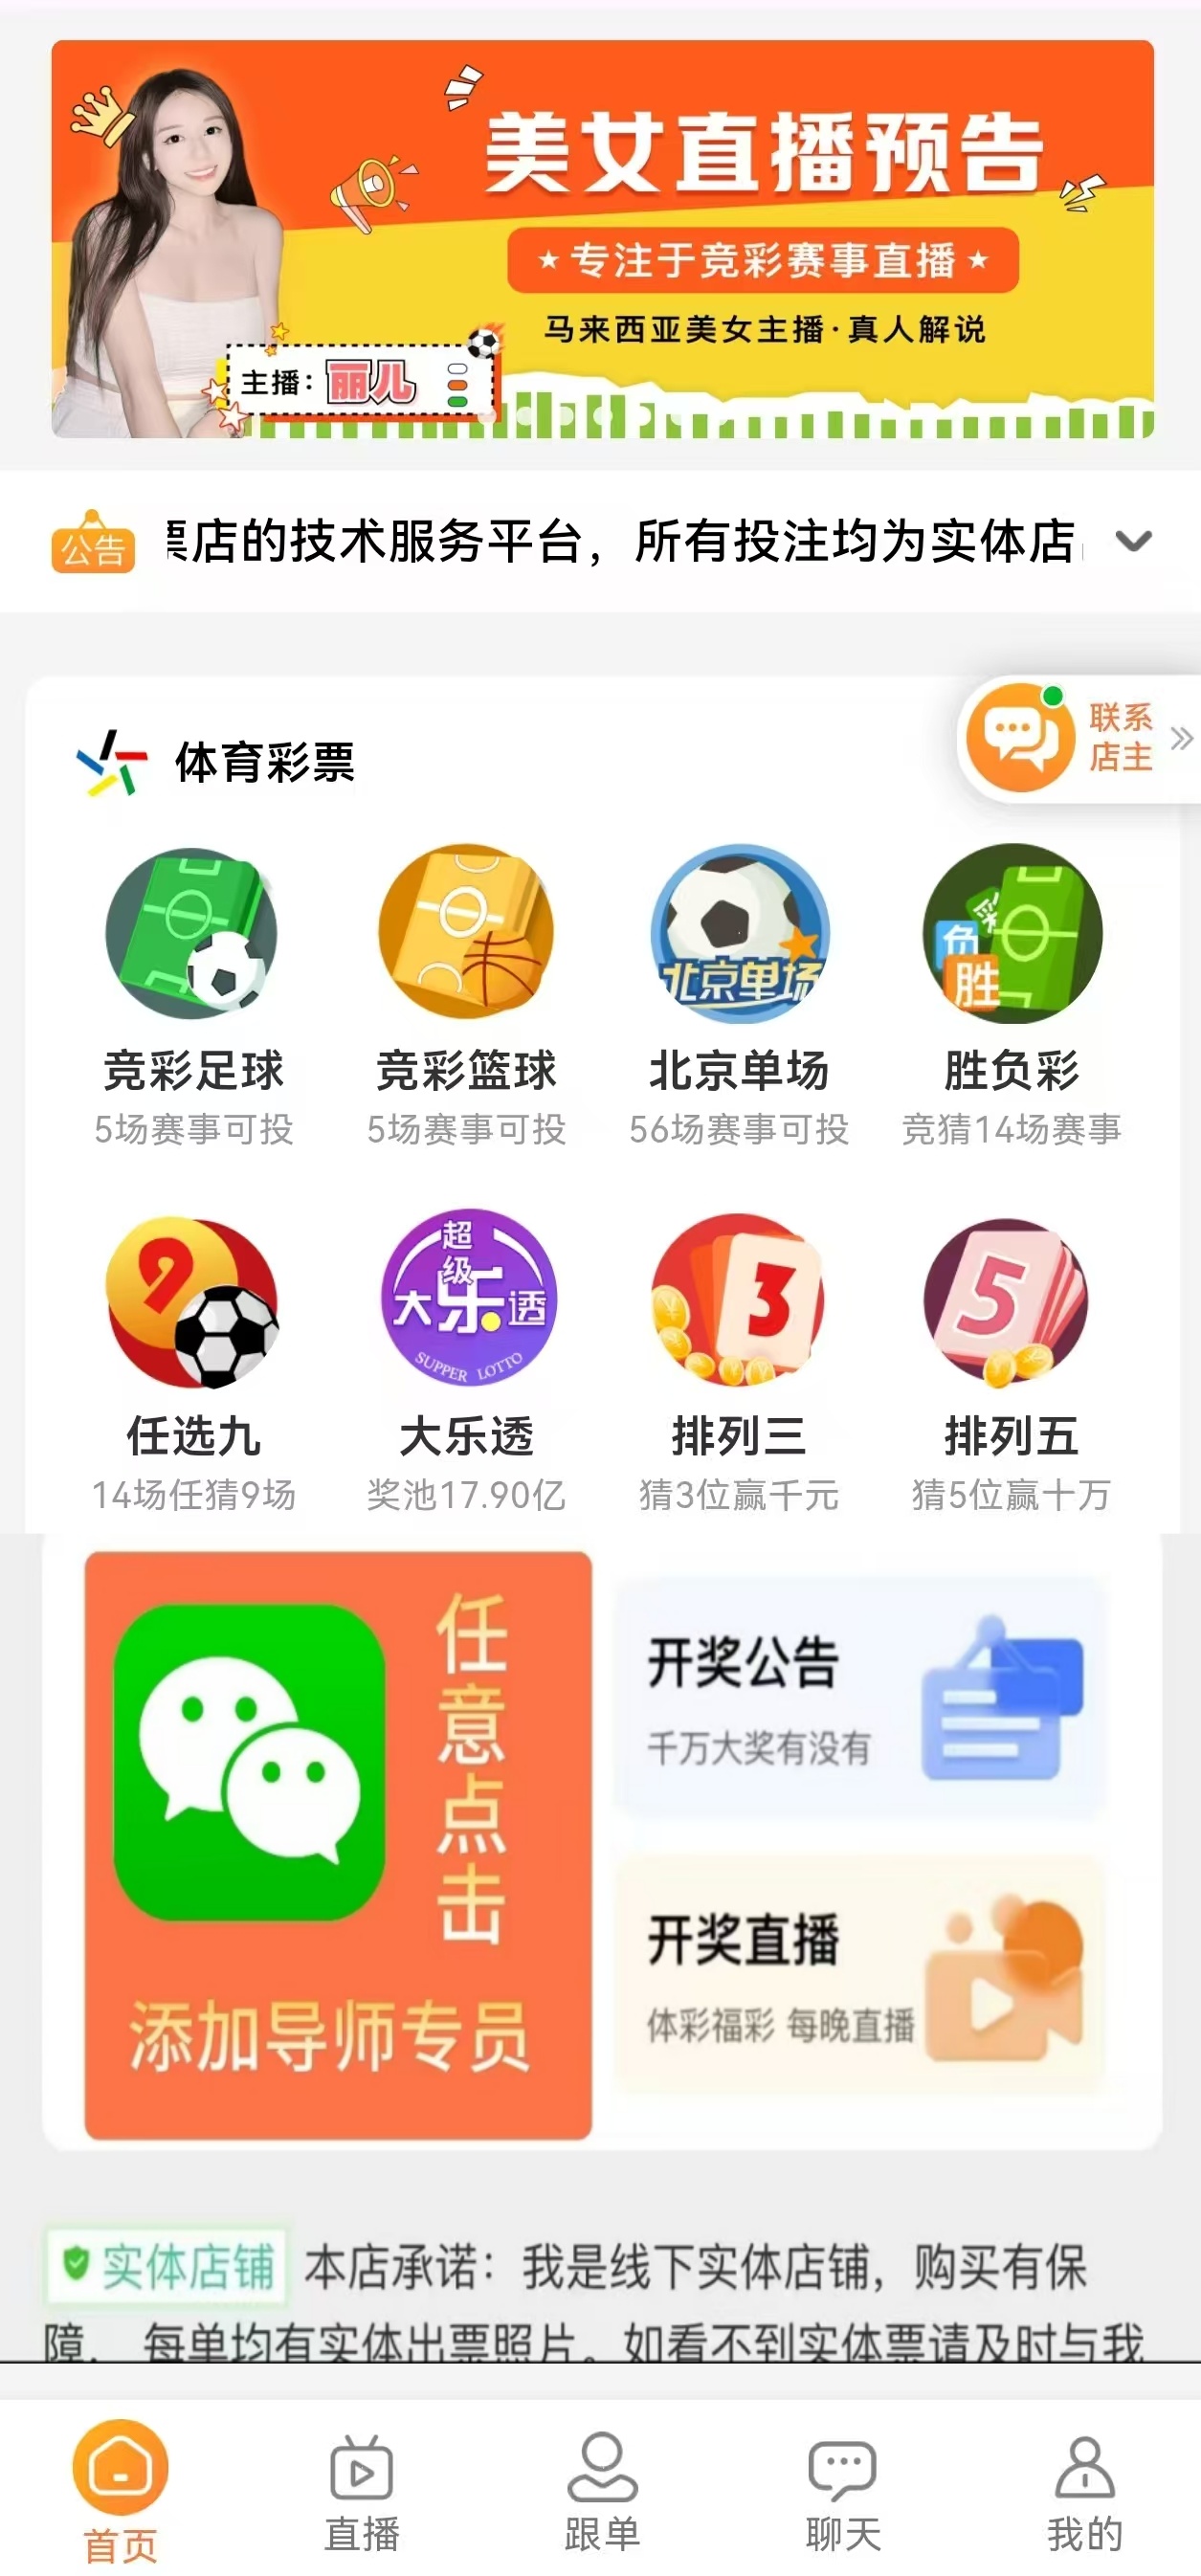 美女直播预告
专注于竞彩赛事直播
马来西亚美女主播·真人解说
主播：丽儿
公告
票店的技术服务平台，所有投注均为实体店
体育彩票
联系
店主
北京单场
彩
负
胜
竞彩足球
竞彩篮球
北京单场
胜负彩
5场赛事可投
5场赛事可投
56场赛事可投
竞猜14场赛事
9
超级
大乐透
SUPPER LOTTO
3
5
任选九
大乐透
排列三
排列五
14场任猜9场
奖池17.90亿
猜3位赢千元
猜5位赢十万
任意点击
添加导师专员
开奖公告
千万大奖有没有
开奖直播
体彩福彩 每晚直播
实体店铺 本店承诺：我是线下实体店铺，购买有保
障， 每单均有实体出票照片。如看不到实体票请及时与我
首页
直播
跟单
聊天
我的